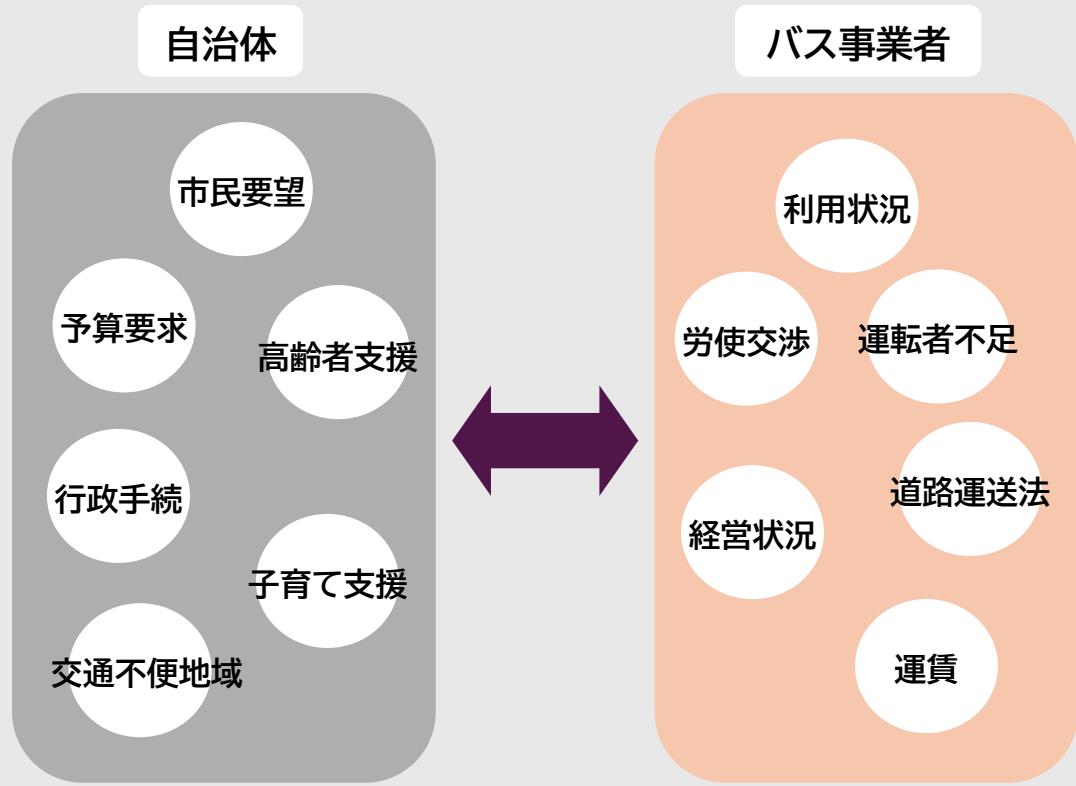 自治体
市民要望
予算要求
高齢者支援
行政手続
子育て支援
交通不便地域
バス事業者
利用状況
労使交渉
運転者不足
道路運送法
経営状況
運賃